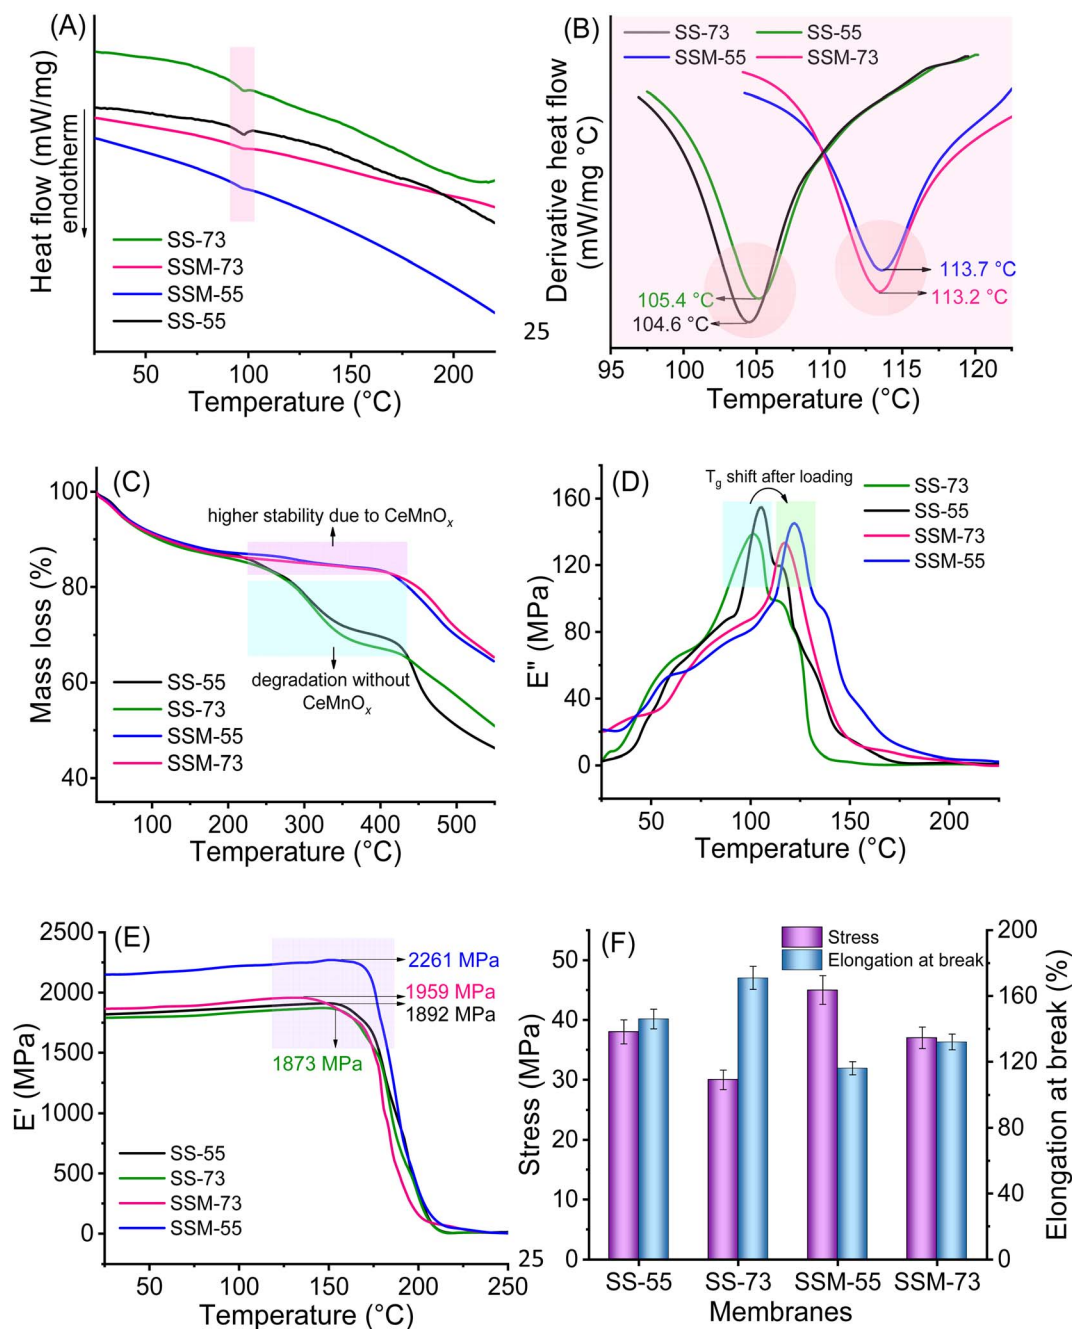 (A)
Heat flow (mW/mg)
endotherm
SS-73
SSM-73
SSM-55
SS-55
50
100
150
200
Temperature (°C)
(B)
SS-73
SS-55
SSM-55
SSM-73
Derivative heat flow
(mW/mg °C)
105.4 °C
104.6 °C
113.7 °C
113.2 °C
25
95
100
105
110
115
120
Temperature (°C)
(C)
Mass loss (%)
100
80
60
40
higher stability due to CeMnOₓ
degradation without
CeMnOₓ
SS-55
SS-73
SSM-55
SSM-73
100
200
300
400
500
Temperature (°C)
(D)
E'' (MPa)
160
120
80
40
0
Tg shift after loading
SS-73
SS-55
SSM-73
SSM-55
50
100
150
200
Temperature (°C)
(E)
E' (MPa)
2500
2000
1500
1000
500
0
2261 MPa
1959 MPa
1892 MPa
1873 MPa
SS-55
SS-73
SSM-73
SSM-55
50
100
150
200
250
Temperature (°C)
(F)
Stress
Elongation at break
Stress (MPa)
50
40
30
20
10
0
25
Elongation at break (%)
200
160
120
80
40
0
SS-55
SS-73
SSM-55
SSM-73
Membranes